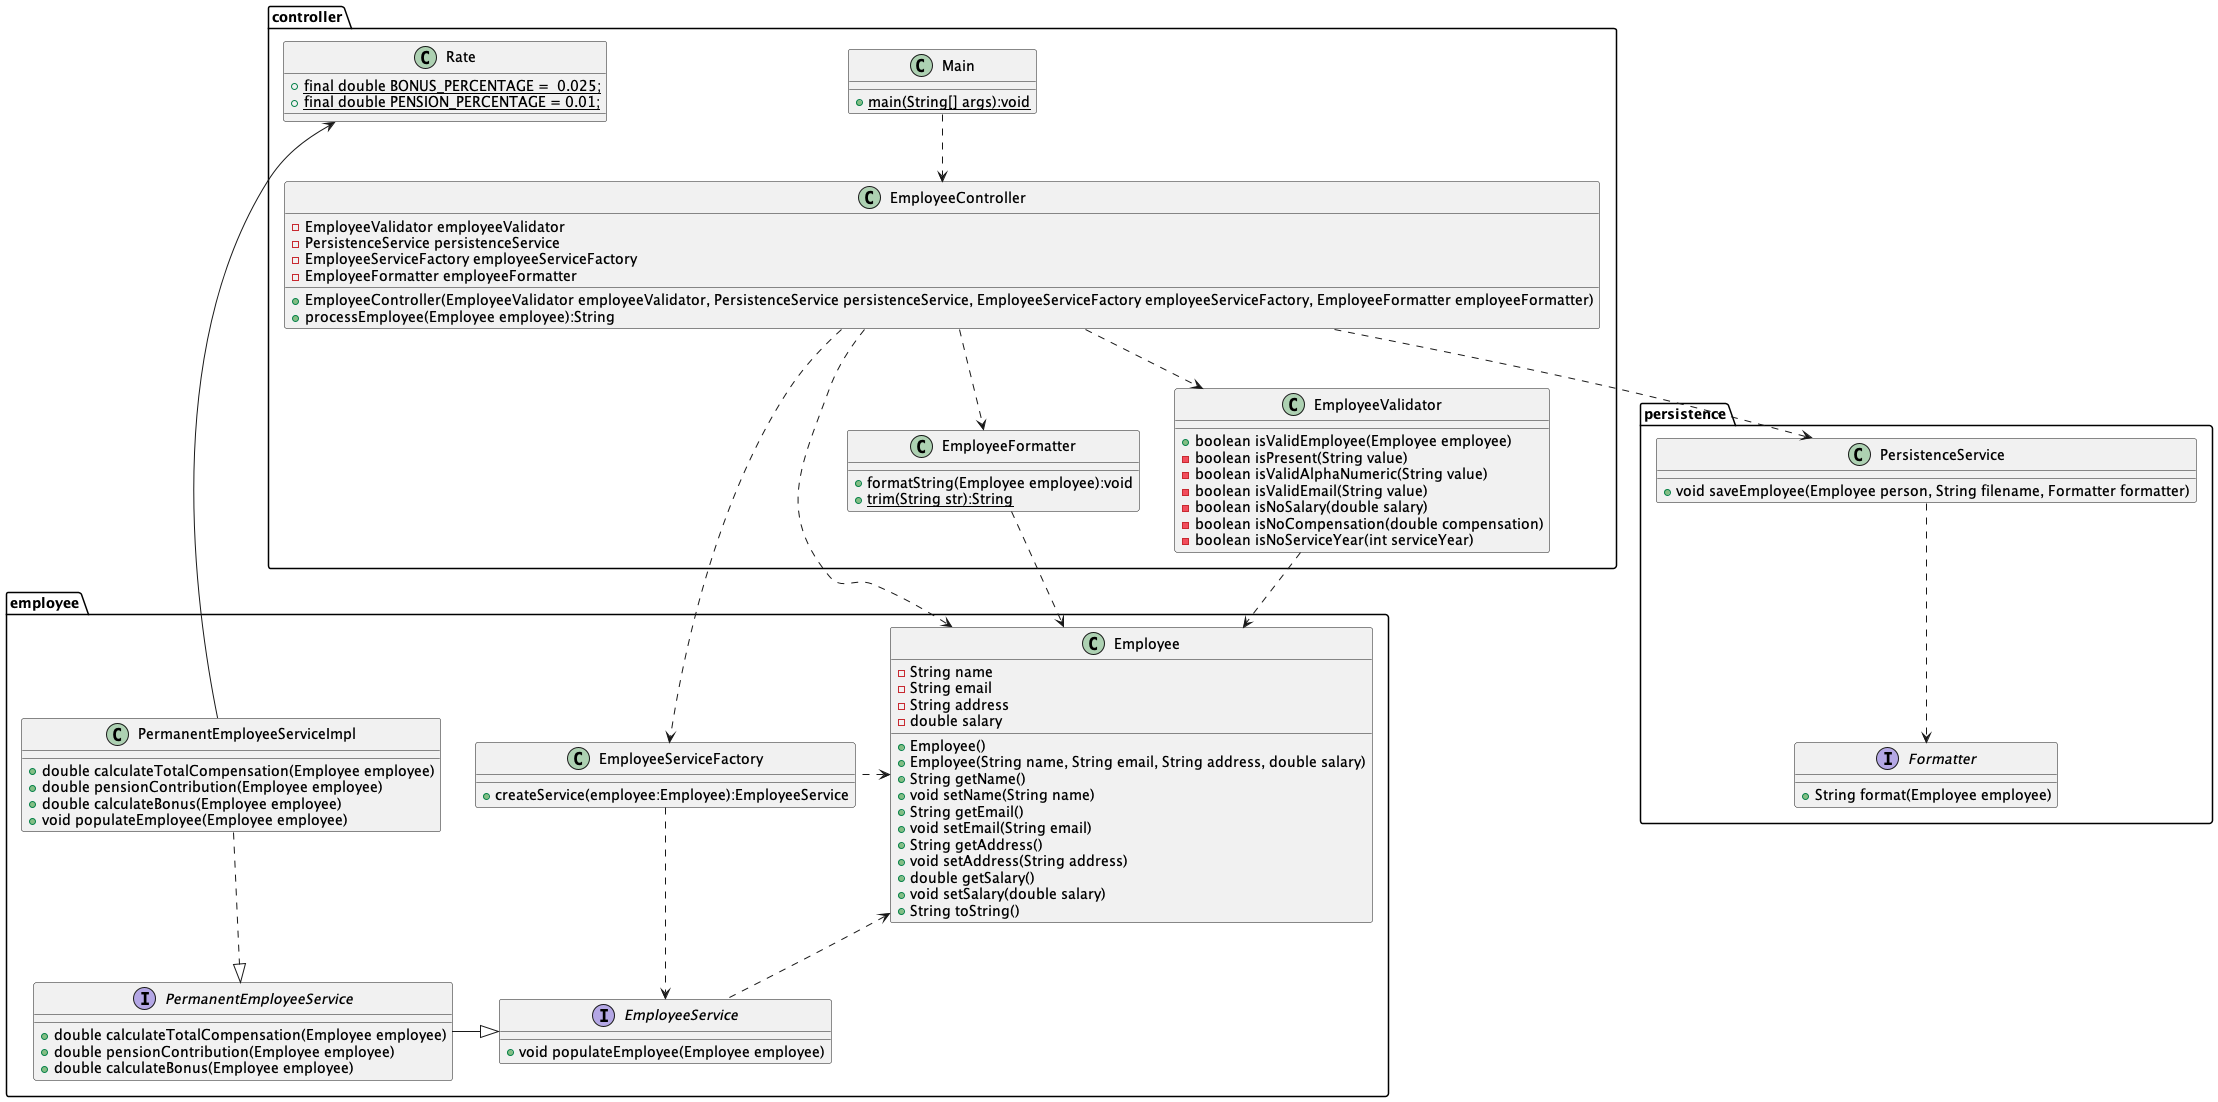 controller
C Rate
final double BONUS_PERCENTAGE =  0.025;
final double PENSION_PERCENTAGE = 0.01;
C Main
main(String[] args):void
C EmployeeController
EmployeeValidator employeeValidator
PersistenceService persistenceService
EmployeeServiceFactory employeeServiceFactory
EmployeeFormatter employeeFormatter
EmployeeController(EmployeeValidator employeeValidator, PersistenceService persistenceService, EmployeeServiceFactory employeeServiceFactory, EmployeeFormatter employeeFormatter)
processEmployee(Employee employee):String
C EmployeeFormatter
formatString(Employee employee):void
trim(String str):String
C EmployeeValidator
boolean isValidEmployee(Employee employee)
boolean isPresent(String value)
boolean isValidAlphaNumeric(String value)
boolean isValidEmail(String value)
boolean isNoSalary(double salary)
boolean isNoCompensation(double compensation)
boolean isNoServiceYear(int serviceYear)
persistence
C PersistenceService
void saveEmployee(Employee person, String filename, Formatter formatter)
I Formatter
String format(Employee employee)
employee
C Employee
String name
String email
String address
double salary
Employee()
Employee(String name, String email, String address, double salary)
String getName()
void setName(String name)
String getEmail()
void setEmail(String email)
String getAddress()
void setAddress(String address)
double getSalary()
void setSalary(double salary)
String toString()
C PermanentEmployeeServiceImpl
double calculateTotalCompensation(Employee employee)
double pensionContribution(Employee employee)
double calculateBonus(Employee employee)
void populateEmployee(Employee employee)
C EmployeeServiceFactory
createService(employee:Employee):EmployeeService
I PermanentEmployeeService
double calculateTotalCompensation(Employee employee)
double pensionContribution(Employee employee)
double calculateBonus(Employee employee)
I EmployeeService
void populateEmployee(Employee employee)